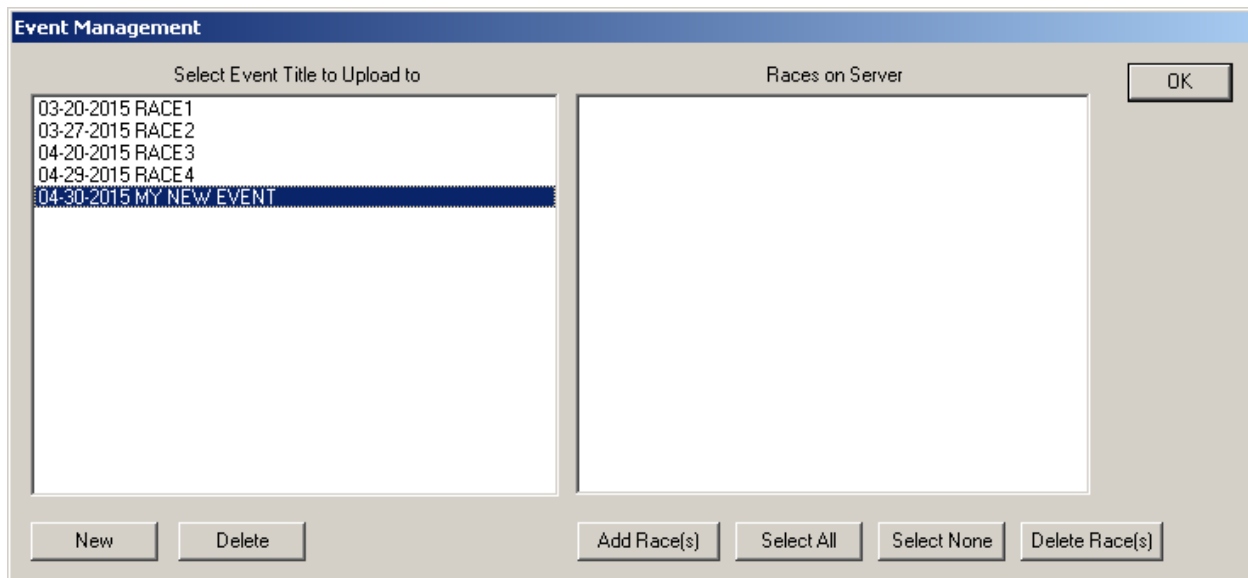 Event Management
Select Event Title to Upload to
Races on Server
OK
03-20-2015 RACE1
03-27-2015 RACE2
04-20-2015 RACE3
04-29-2015 RACE4
04-30-2015 MY NEW EVENT
New
Delete
Add Race(s)
Select All
Select None
Delete Race(s)